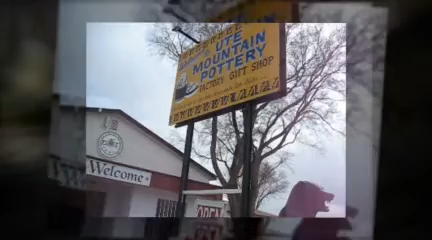 UTE
MOUNTAIN
POTTERY
FACTORY GIFT SHOP
Welcome
OPEN